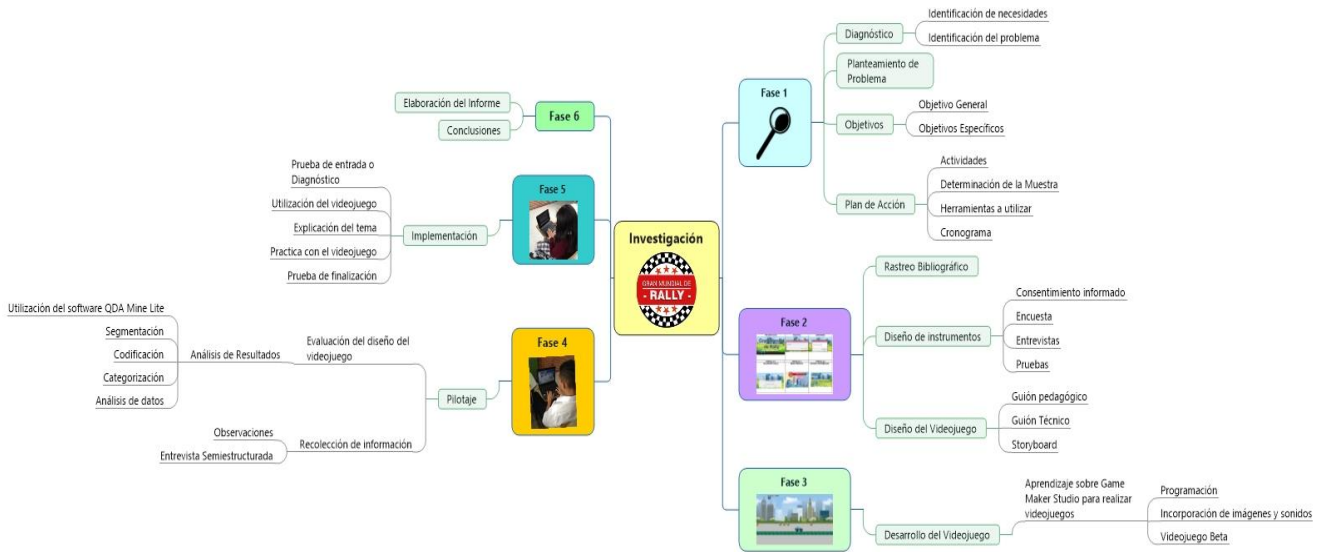 Investigación
GRAN MUNDIAL DE
- RALLY -
Fase 1
Diagnóstico
Identificación de necesidades
Identificación del problema
Planteamiento de
Problema
Objetivos
Objetivo General
Objetivos Específicos
Plan de Acción
Actividades
Determinación de la Muestra
Herramientas a utilizar
Cronograma
Fase 2
Rastreo Bibliográfico
Diseño de instrumentos
Consentimiento informado
Encuesta
Entrevistas
Pruebas
Diseño del Videojuego
Guión pedagógico
Guión Técnico
Storyboard
Fase 3
Desarrollo del Videojuego
Aprendizaje sobre Game
Maker Studio para realizar
videojuegos
Programación
Incorporación de imágenes y sonidos
Videojuego Beta
Fase 4
Pilotaje
Evaluación del diseño del
videojuego
Análisis de Resultados
Utilización del software QDA Mine Lite
Segmentación
Codificación
Categorización
Análisis de datos
Recolección de información
Observaciones
Entrevista Semiestructurada
Fase 5
Implementación
Prueba de entrada o
Diagnóstico
Utilización del videojuego
Explicación del tema
Practica con el videojuego
Prueba de finalización
Fase 6
Elaboración del Informe
Conclusiones